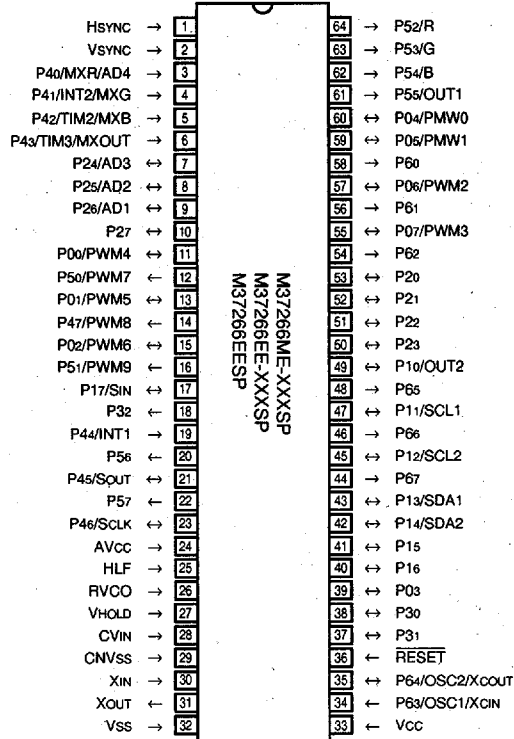 HSYNC → 1
VSYNC → 2
P40/MXR/AD4 → 3
P41/INT2/MXG → 4
P42/TIM2/MXB → 5
P43/TIM3/MXOUT → 6
P24/AD3 ↔ 7
P25/AD2 ↔ 8
P26/AD1 ↔ 9
P27 ↔ 10
P00/PWM4 ↔ 11
P50/PWM7 ← 12
P01/PWM5 ↔ 13
P47/PWM8 ← 14
P02/PWM6 ↔ 15
P51/PWM9 ← 16
P17/SIN ↔ 17
P32 ← 18
P44/INT1 → 19
P56 ← 20
P45/SOUT ↔ 21
P57 ← 22
P46/SCLK ↔ 23
AVCC → 24
HLF → 25
RVCO → 26
VHOLD → 27
CVIN → 28
CNVSS → 29
XIN → 30
XOUT ← 31
VSS → 32
M37266ME-XXXSP
M37266EE-XXXSP
M37266EESP
64 → P52/R
63 → P53/G
62 → P54/B
61 → P55/OUT1
60 ↔ P04/PMW0
59 ↔ P05/PMW1
58 → P60
57 ↔ P06/PWM2
56 → P61
55 ↔ P07/PWM3
54 → P62
53 ↔ P20
52 ↔ P21
51 ↔ P22
50 ↔ P23
49 ↔ P10/OUT2
48 → P65
47 ↔ P11/SCL1
46 → P66
45 ↔ P12/SCL2
44 → P67
43 ↔ P13/SDA1
42 ↔ P14/SDA2
41 ↔ P15
40 ↔ P16
39 ↔ P03
38 ↔ P30
37 ↔ P31
36 ← RESET
35 ↔ P64/OSC2/XCOUT
34 ← P63/OSC1/XCIN
33 ← VCC